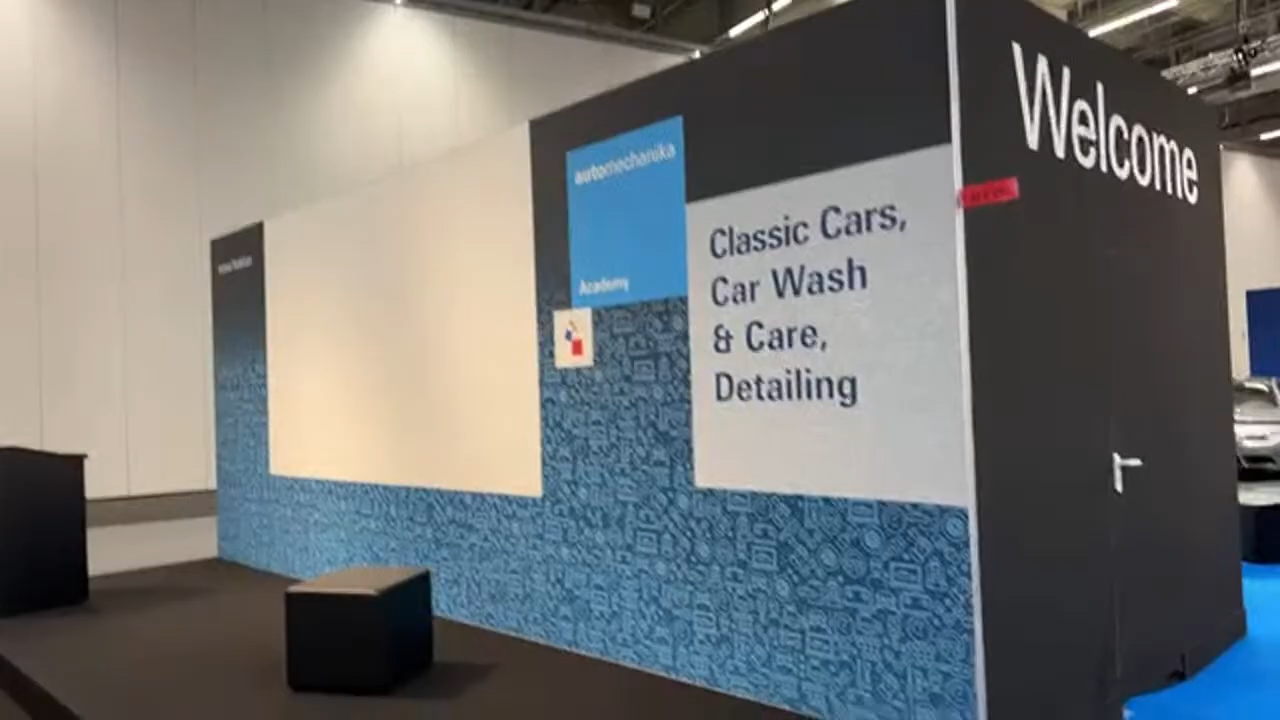 automechanika
Academy
Classic Cars,
Car Wash
& Care,
Detailing
Welcome